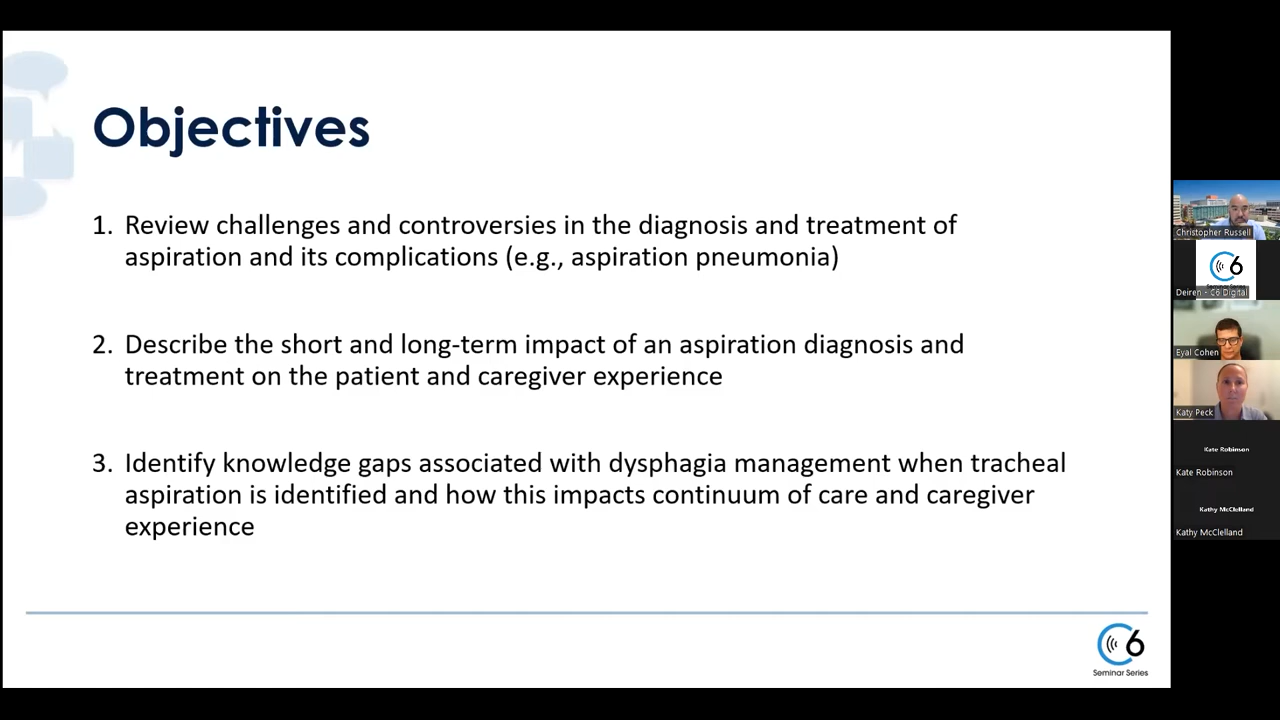 Objectives
1. Review challenges and controversies in the diagnosis and treatment of
aspiration and its complications (e.g., aspiration pneumonia)
2. Describe the short and long-term impact of an aspiration diagnosis and
treatment on the patient and caregiver experience
3. Identify knowledge gaps associated with dysphagia management when tracheal
aspiration is identified and how this impacts continuum of care and caregiver
experience
C6
Seminar Series
Christopher Russell
C6
Seminar Series
Deiren - C6 Digital
Eyal Cohen
Katy Peck
Kate Robinson
Kate Robinson
Kathy McClelland
Kathy McClelland